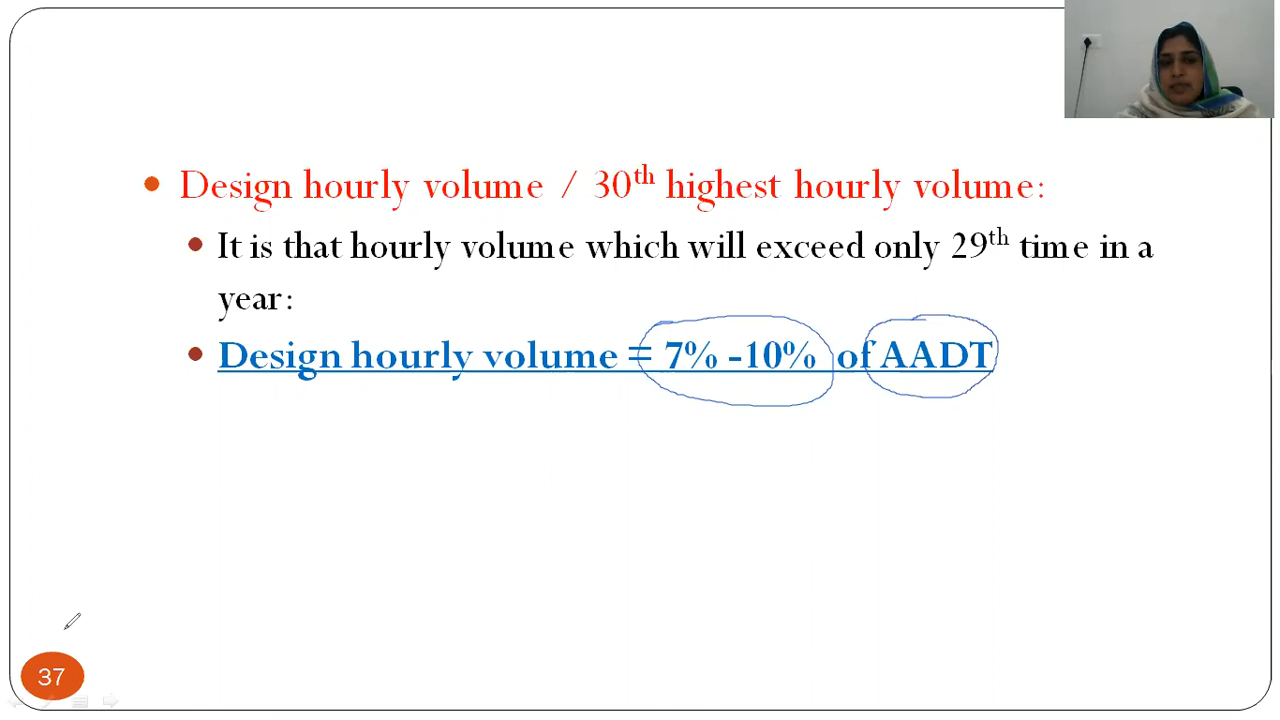 Design hourly volume / 30th highest hourly volume:
It is that hourly volume which will exceed only 29th time in a
year:
Design hourly volume = 7% -10% of AADT
37